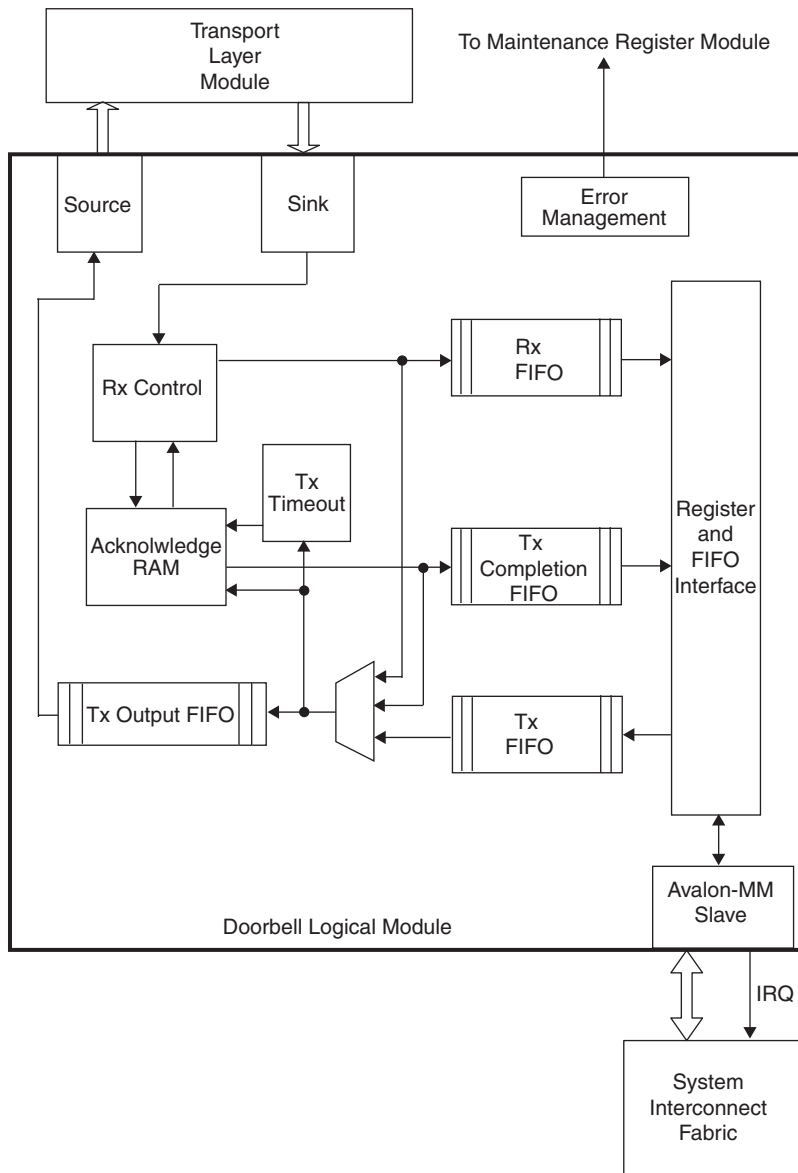 Transport
Layer
Module
To Maintenance Register Module
Source
Sink
Error
Management
Rx Control
Rx
FIFO
Tx
Timeout
Acknolwledge
RAM
Tx
Completion
FIFO
Register
and
FIFO
Interface
Tx Output FIFO
Tx
FIFO
Avalon-MM
Slave
Doorbell Logical Module
IRQ
System
Interconnect
Fabric